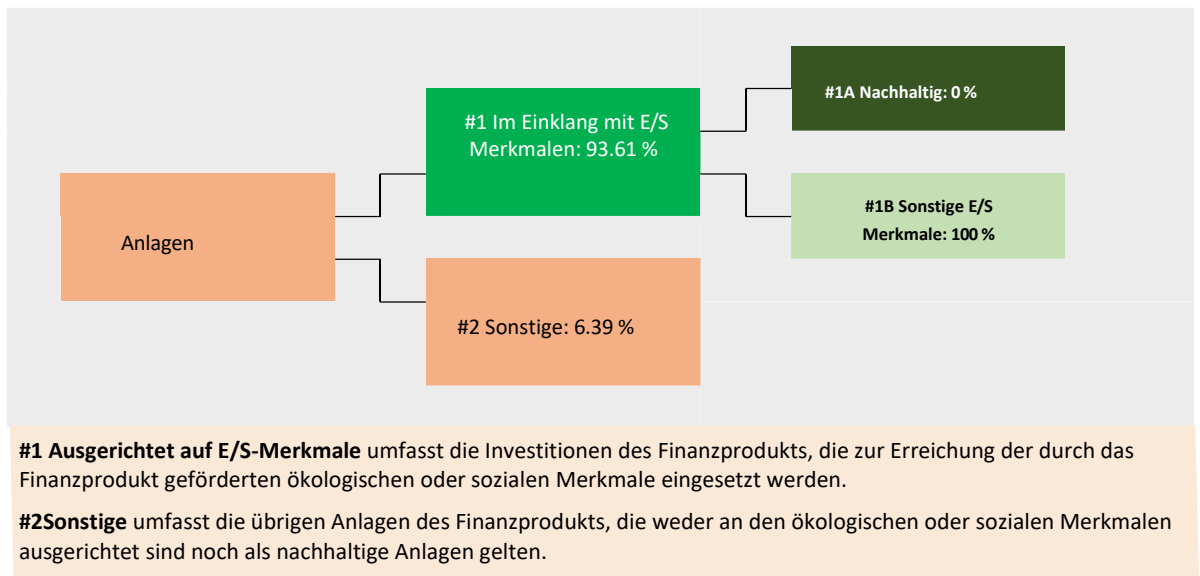 #1A Nachhaltig: 0 %
#1 Im Einklang mit E/S
Merkmalen: 93.61 %
#1B Sonstige E/S
Merkmale: 100 %
Anlagen
#2 Sonstige: 6.39 %
#1 Ausgerichtet auf E/S-Merkmale umfasst die Investitionen des Finanzprodukts, die zur Erreichung der durch das
Finanzprodukt geförderten ökologischen oder sozialen Merkmale eingesetzt werden.
#2Sonstige umfasst die übrigen Anlagen des Finanzprodukts, die weder an den ökologischen oder sozialen Merkmalen
ausgerichtet sind noch als nachhaltige Anlagen gelten.